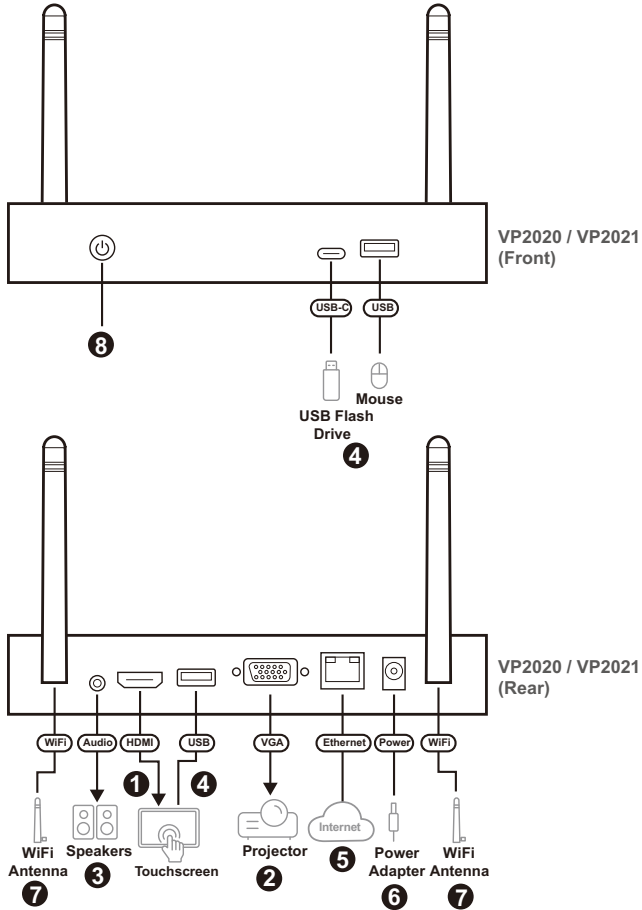 VP2020 / VP2021
(Front)
8
USB-C
USB
Mouse
USB Flash
Drive
4
VP2020 / VP2021
(Rear)
WiFi
Audio
HDMI
USB
VGA
Ethernet
Power
WiFi
1
4
Internet
WiFi
Antenna
7
Speakers
3
Touchscreen
Projector
2
5
Power
Adapter
6
WiFi
Antenna
7